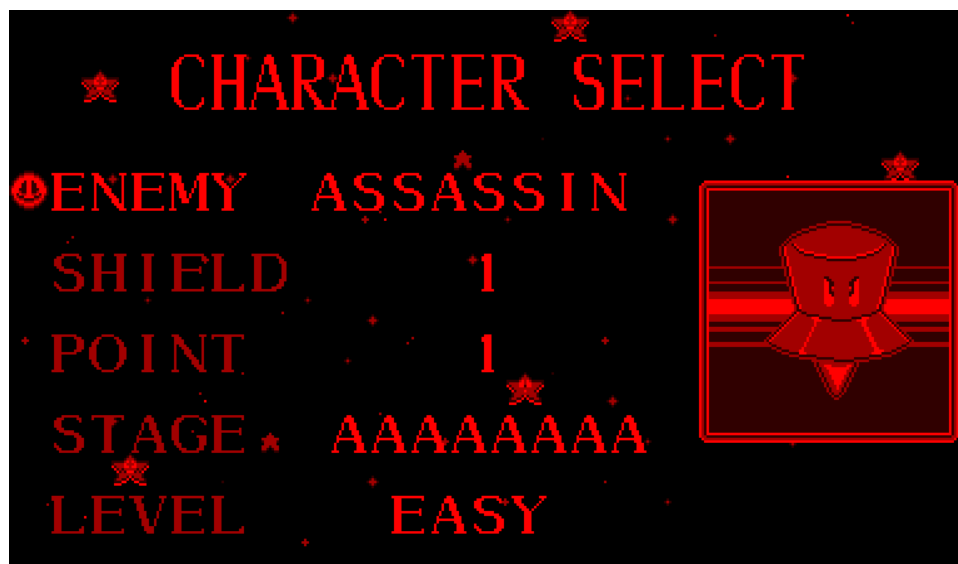 CHARACTER SELECT
ENEMY ASSASSIN
SHIELD 1
POINT 1
STAGE AAAAAAAA
LEVEL EASY